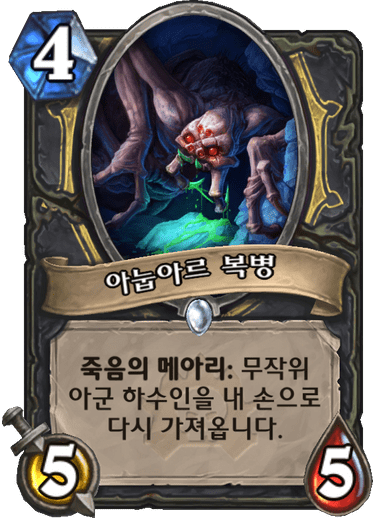 4
아눕아르 복병
죽음의 메아리: 무작위
아군 하수인을 내 손으로
다시 가져옵니다.
5
5